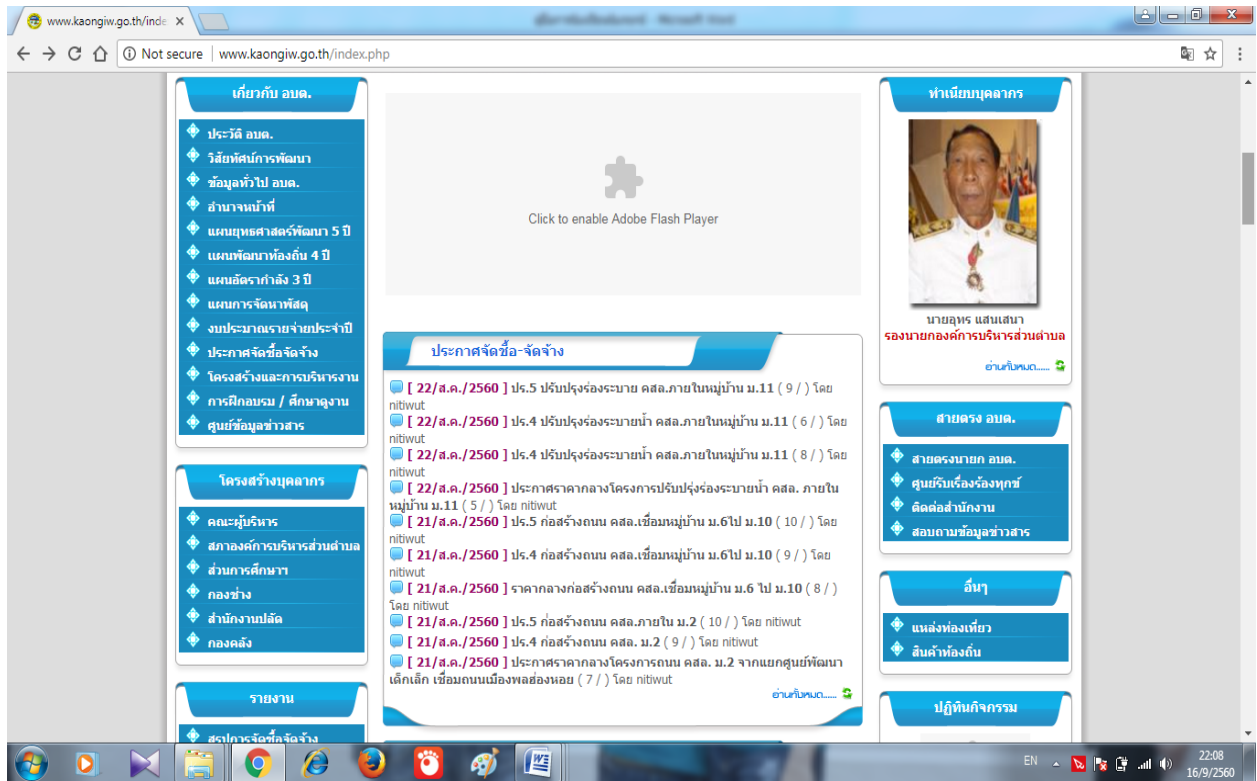 www.kaongiw.go.th/inde
Not secure
www.kaongiw.go.th/index.php
เกี่ยวกับ อบต.
ประวัติ อบต.
วิสัยทัศน์การพัฒนา
ข้อมูลทั่วไป อบต.
อำนาจหน้าที่
แผนยุทธศาสตร์พัฒนา 5 ปี
แผนพัฒนาท้องถิ่น 4 ปี
แผนอัตรากำลัง 3 ปี
แผนการจัดหาพัสดุ
งบประมาณรายจ่ายประจำปี
ประกาศจัดซื้อจัดจ้าง
โครงสร้างและการบริหารงาน
การฝึกอบรม / ศึกษาดูงาน
ศูนย์ข้อมูลข่าวสาร
โครงสร้างบุคลากร
คณะผู้บริหาร
สภาองค์การบริหารส่วนตำบล
ส่วนการศึกษาฯ
กองช่าง
สำนักงานปลัด
กองคลัง
รายงาน
สรุปการจัดซื้อจัดจ้าง
Click to enable Adobe Flash Player
ประกาศจัดซื้อ-จัดจ้าง
[ 22/ส.ค./2560 ] ปร.5 ปรับปรุงร่องระบาย คสล.ภายในหมู่บ้าน ม.11 ( 9 / ) โดย
nitiwut
[ 22/ส.ค./2560 ] ปร.4 ปรับปรุงร่องระบายน้ำ คสล.ภายในหมู่บ้าน ม.11 ( 6 / ) โดย
nitiwut
[ 22/ส.ค./2560 ] ปร.4 ปรับปรุงร่องระบายน้ำ คสล.ภายในหมู่บ้าน ม.11 ( 8 / ) โดย
nitiwut
[ 22/ส.ค./2560 ] ประกาศราคากลางโครงการปรับปรุงร่องระบายน้ำ คสล. ภายใน
หมู่บ้าน ม.11 ( 5 / ) โดย nitiwut
[ 21/ส.ค./2560 ] ปร.5 ก่อสร้างถนน คสล.เชื่อมหมู่บ้าน ม.6ไป ม.10 ( 10 / ) โดย
nitiwut
[ 21/ส.ค./2560 ] ปร.4 ก่อสร้างถนน คสล.เชื่อมหมู่บ้าน ม.6ไป ม.10 ( 9 / ) โดย
nitiwut
[ 21/ส.ค./2560 ] ราคากลางก่อสร้างถนน คสล.เชื่อมหมู่บ้าน ม.6 ไป ม.10 ( 8 / )
โดย nitiwut
[ 21/ส.ค./2560 ] ปร.5 ก่อสร้างถนน คสล.ภายใน ม.2 ( 10 / ) โดย nitiwut
[ 21/ส.ค./2560 ] ปร.4 ก่อสร้างถนน คสล. ม.2 ( 9 / ) โดย nitiwut
[ 21/ส.ค./2560 ] ประกาศราคากลางโครงการถนน คสล. ม.2 จากแยกศูนย์พัฒนา
เด็กเล็ก เชื่อมถนนเมืองพลฮ่องหอย ( 7 / ) โดย nitiwut
อ่านทั้งหมด.....
ทำเนียบบุคลากร
นายอุทร แสนเสนา
รองนายกองค์การบริหารส่วนตำบล
อ่านทั้งหมด.....
สายตรง อบต.
สายตรงนายก อบต.
ศูนย์รับเรื่องร้องทุกข์
ติดต่อสำนักงาน
สอบถามข้อมูลข่าวสาร
อื่นๆ
แหล่งท่องเที่ยว
สินค้าท้องถิ่น
ปฏิทินกิจกรรม
EN
22:08
16/9/2560